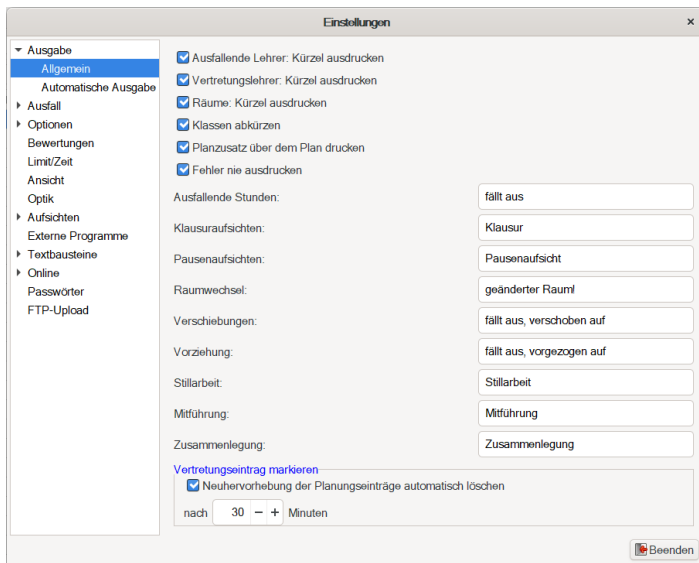 Einstellungen
Ausgabe
Allgemein
Automatische Ausgabe
Ausfall
Optionen
Bewertungen
Limit/Zeit
Ansicht
Optik
Aufsichten
Externe Programme
Textbausteine
Online
Passwörter
FTP-Upload
Ausfallende Lehrer: Kürzel ausdrucken
Vertretungslehrer: Kürzel ausdrucken
Räume: Kürzel ausdrucken
Klassen abkürzen
Planzusatz über dem Plan drucken
Fehler nie ausdrucken
Ausfallende Stunden: fällt aus
Klausuraufsichten: Klausur
Pausenaufsichten: Pausenaufsicht
Raumwechsel: geänderter Raum!
Verschiebungen: fällt aus, verschoben auf
Vorziehung: fällt aus, vorgezogen auf
Stillarbeit: Stillarbeit
Mitführung: Mitführung
Zusammenlegung: Zusammenlegung
Vertretungseintrag markieren
Neuhervorhebung der Planungseinträge automatisch löschen
nach 30 − + Minuten
Beenden